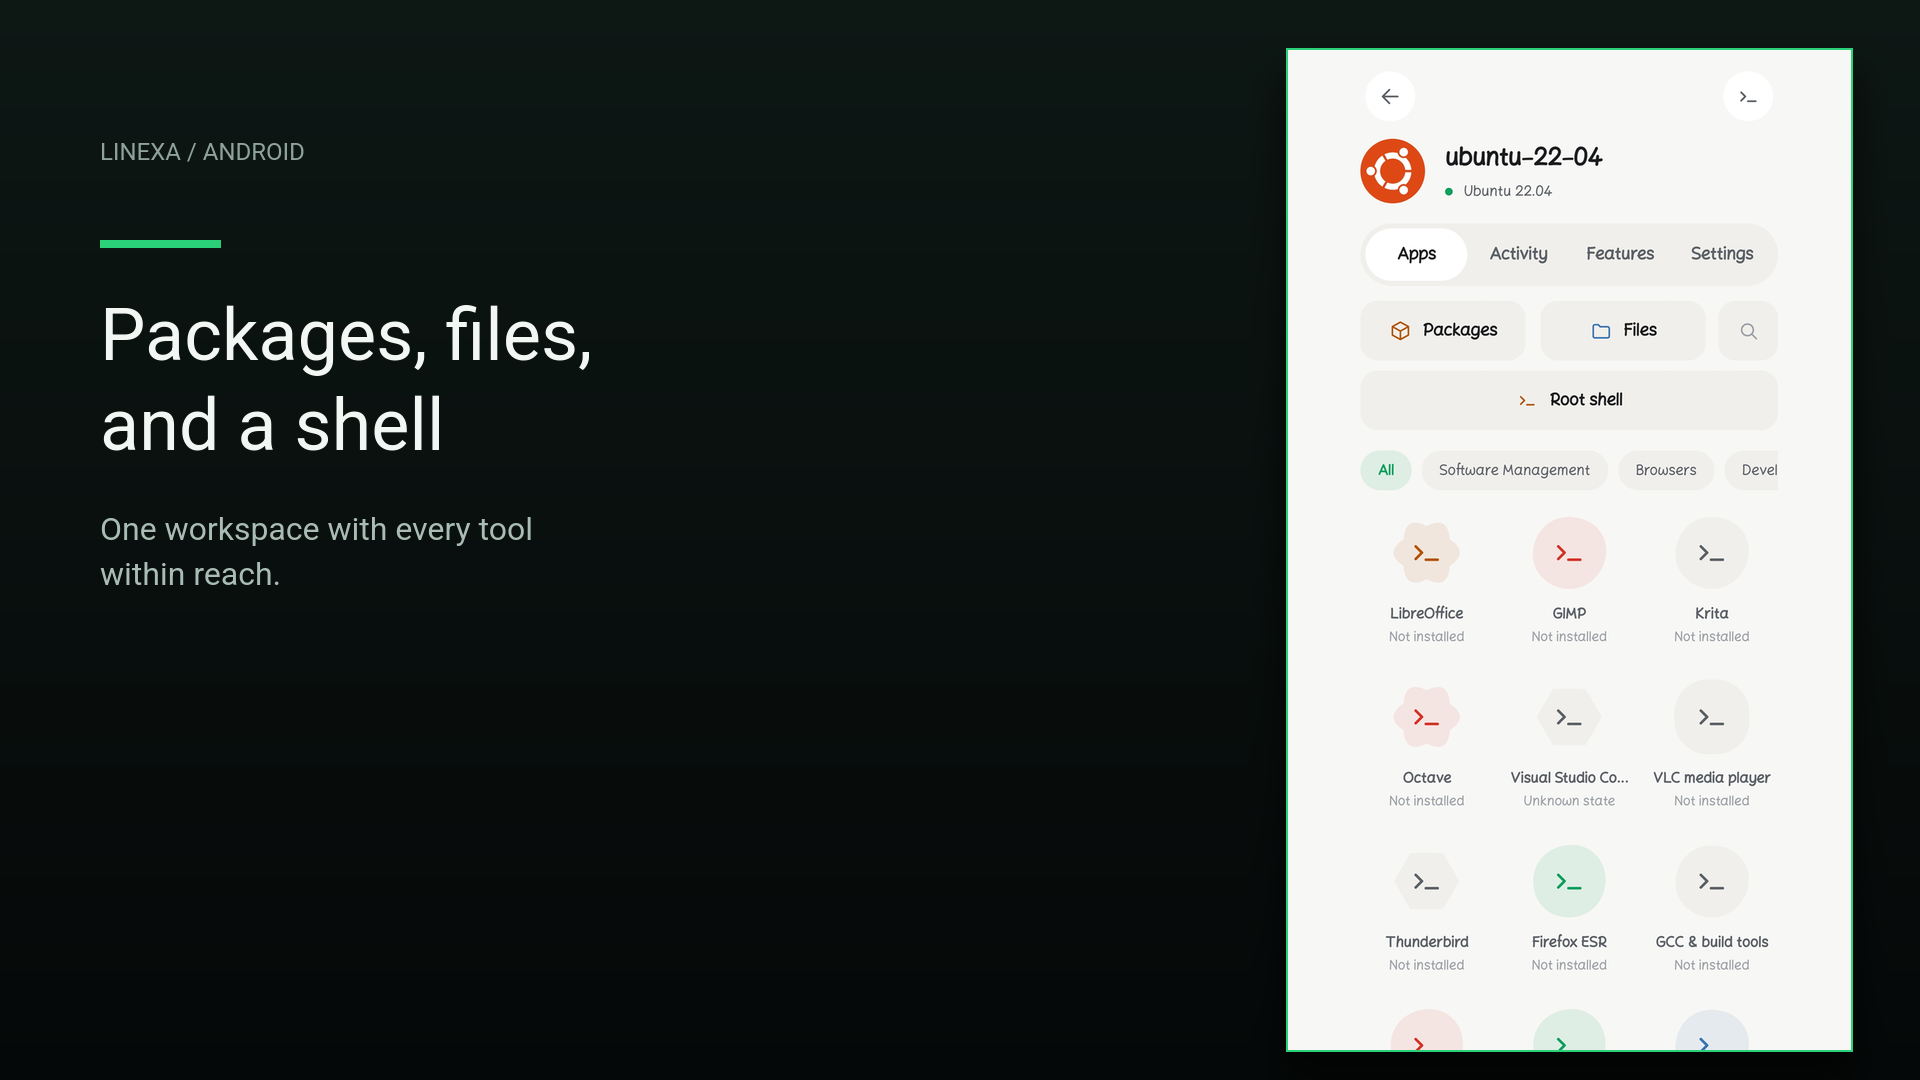 LINEXA / ANDROID
Packages, files,
and a shell
One workspace with every tool
within reach.
ubuntu-22-04
Ubuntu 22.04
Apps Activity Features Settings
Packages Files
Root shell
All Software Management Browsers Devel
LibreOffice GIMP Krita
Not installed Not installed Not installed
Octave Visual Studio Co... VLC media player
Not installed Unknown state Not installed
Thunderbird Firefox ESR GCC & build tools
Not installed Not installed Not installed